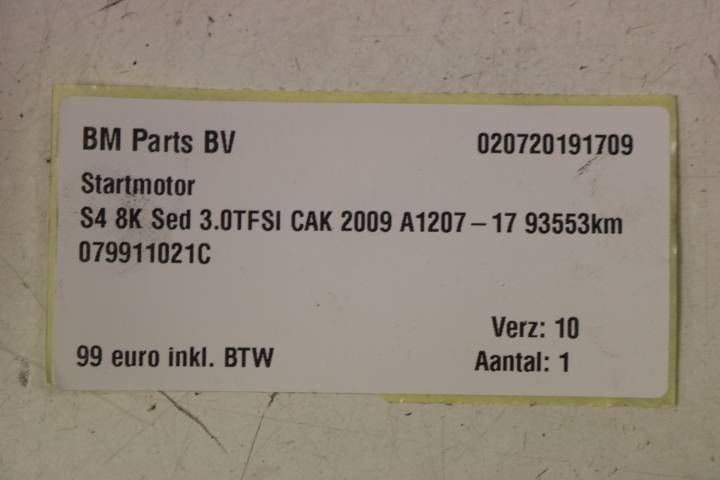 BM Parts BV 020720191709
Startmotor
S4 8K Sed 3.0TFSI CAK 2009 A1207-17 93553km
079911021C
Verz: 10
99 euro inkl. BTW Aantal: 1